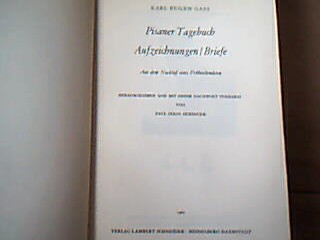 KARL EUGEN GASS
Pisaner Tagebuch
Aufzeichnungen / Briefe
Aus dem Nachlaß eines Frühvollendeten
HERAUSGEGEBEN UND MIT EINEM NACHWORT VERSEHEN
VON
PAUL EGON HÜBINGER
VERLAG LAMBERT SCHNEIDER · HEIDELBERG DARMSTADT